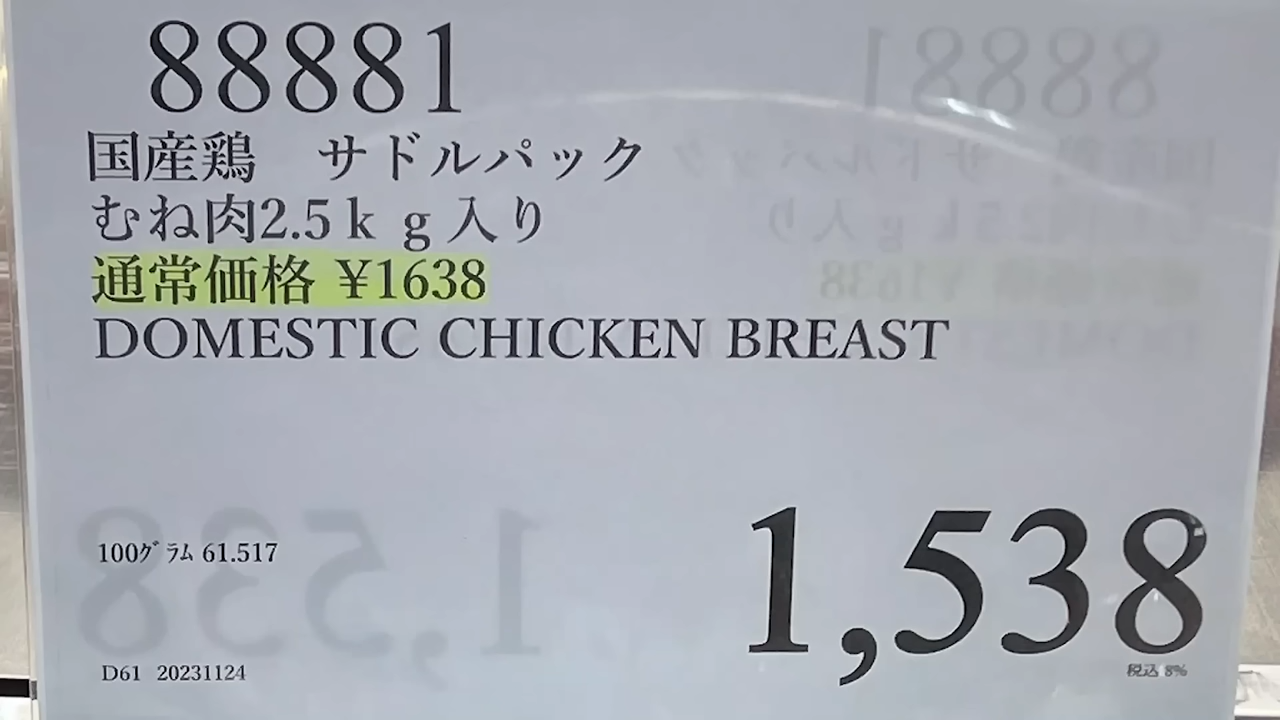 88881
国産鶏　サドルパック
むね肉2.5ｋｇ入り
通常価格 ¥1638
DOMESTIC CHICKEN BREAST
100ｸﾞﾗﾑ 61.517
1,538
税込 8%
D61 20231124